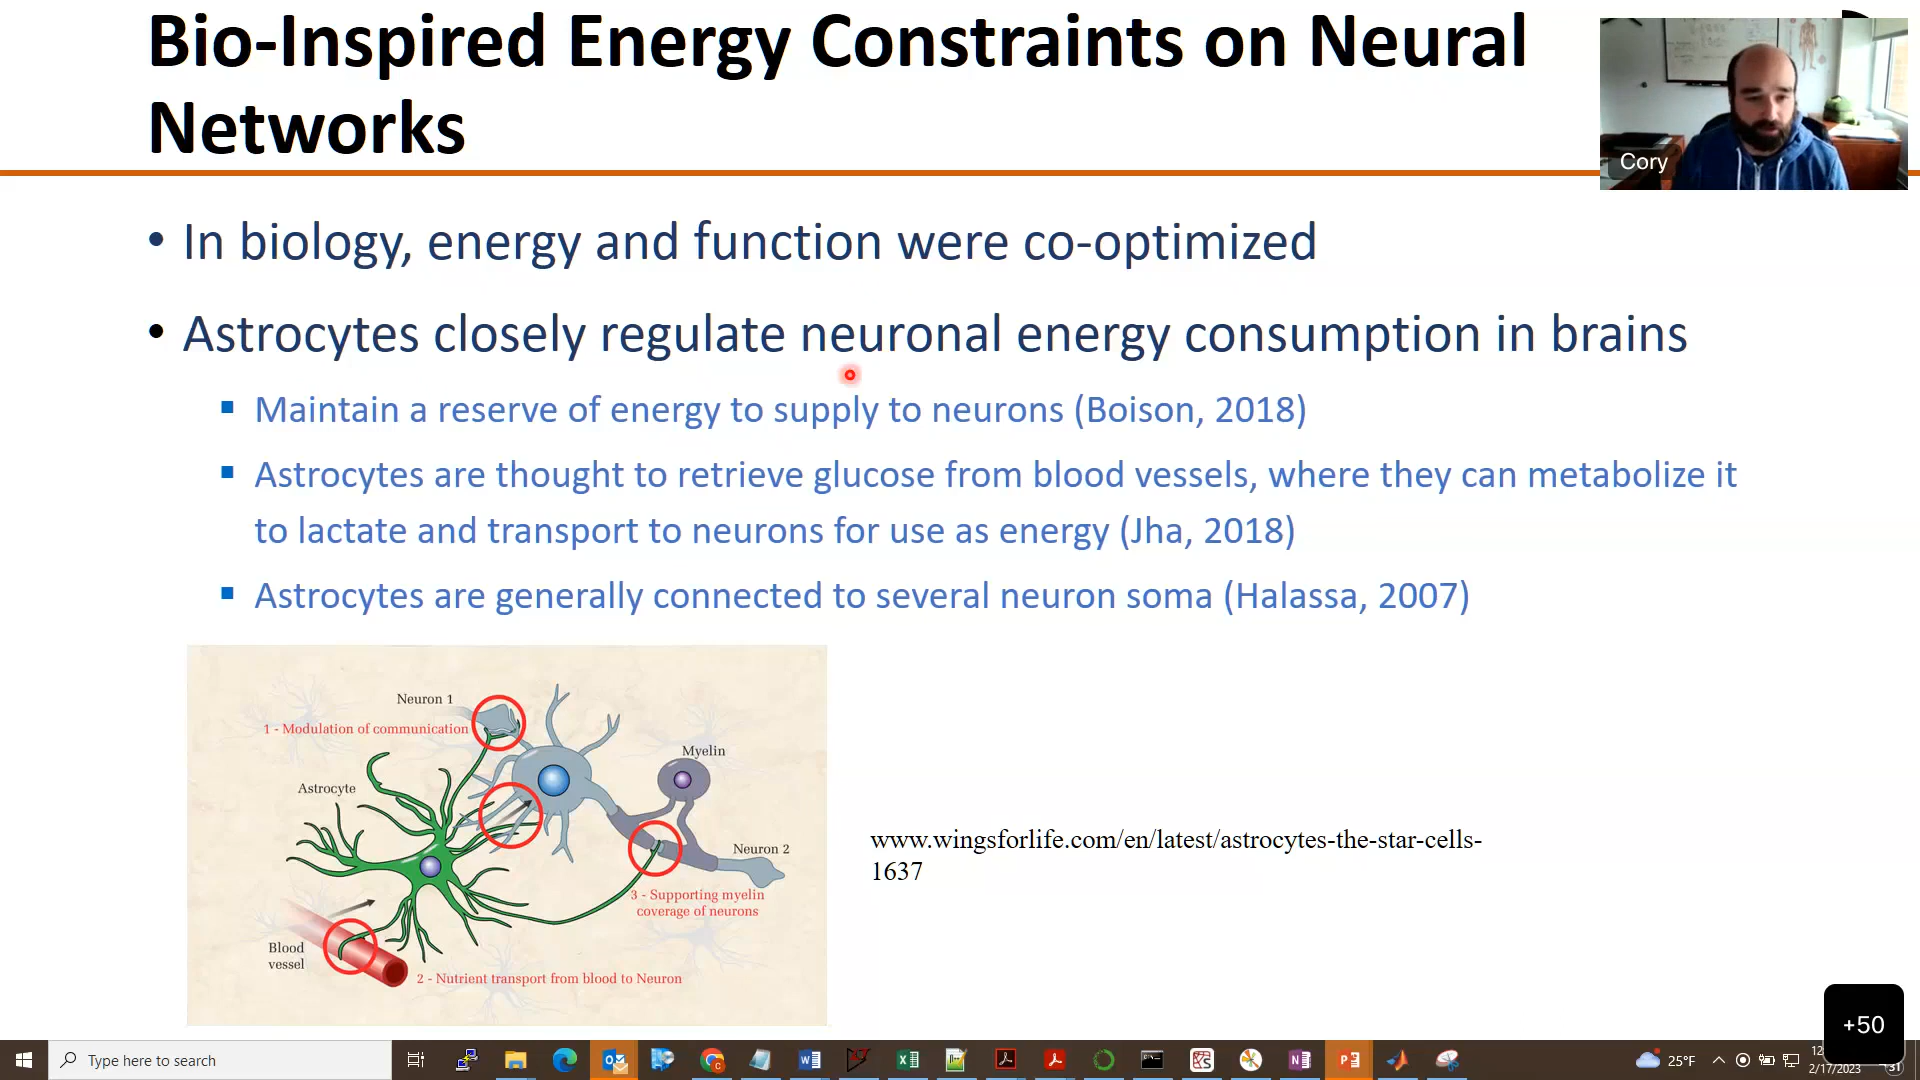 Bio-Inspired Energy Constraints on Neural
Networks
Cory
• In biology, energy and function were co-optimized
• Astrocytes closely regulate neuronal energy consumption in brains
▪ Maintain a reserve of energy to supply to neurons (Boison, 2018)
▪ Astrocytes are thought to retrieve glucose from blood vessels, where they can metabolize it
to lactate and transport to neurons for use as energy (Jha, 2018)
▪ Astrocytes are generally connected to several neuron soma (Halassa, 2007)
Neuron 1
1 - Modulation of communication
Myelin
Astrocyte
Neuron 2
3 - Supporting myelin
coverage of neurons
Blood
vessel
2 - Nutrient transport from blood to Neuron
www.wingsforlife.com/en/latest/astrocytes-the-star-cells-
1637
+50
Type here to search
25°F
12
2/17/2023